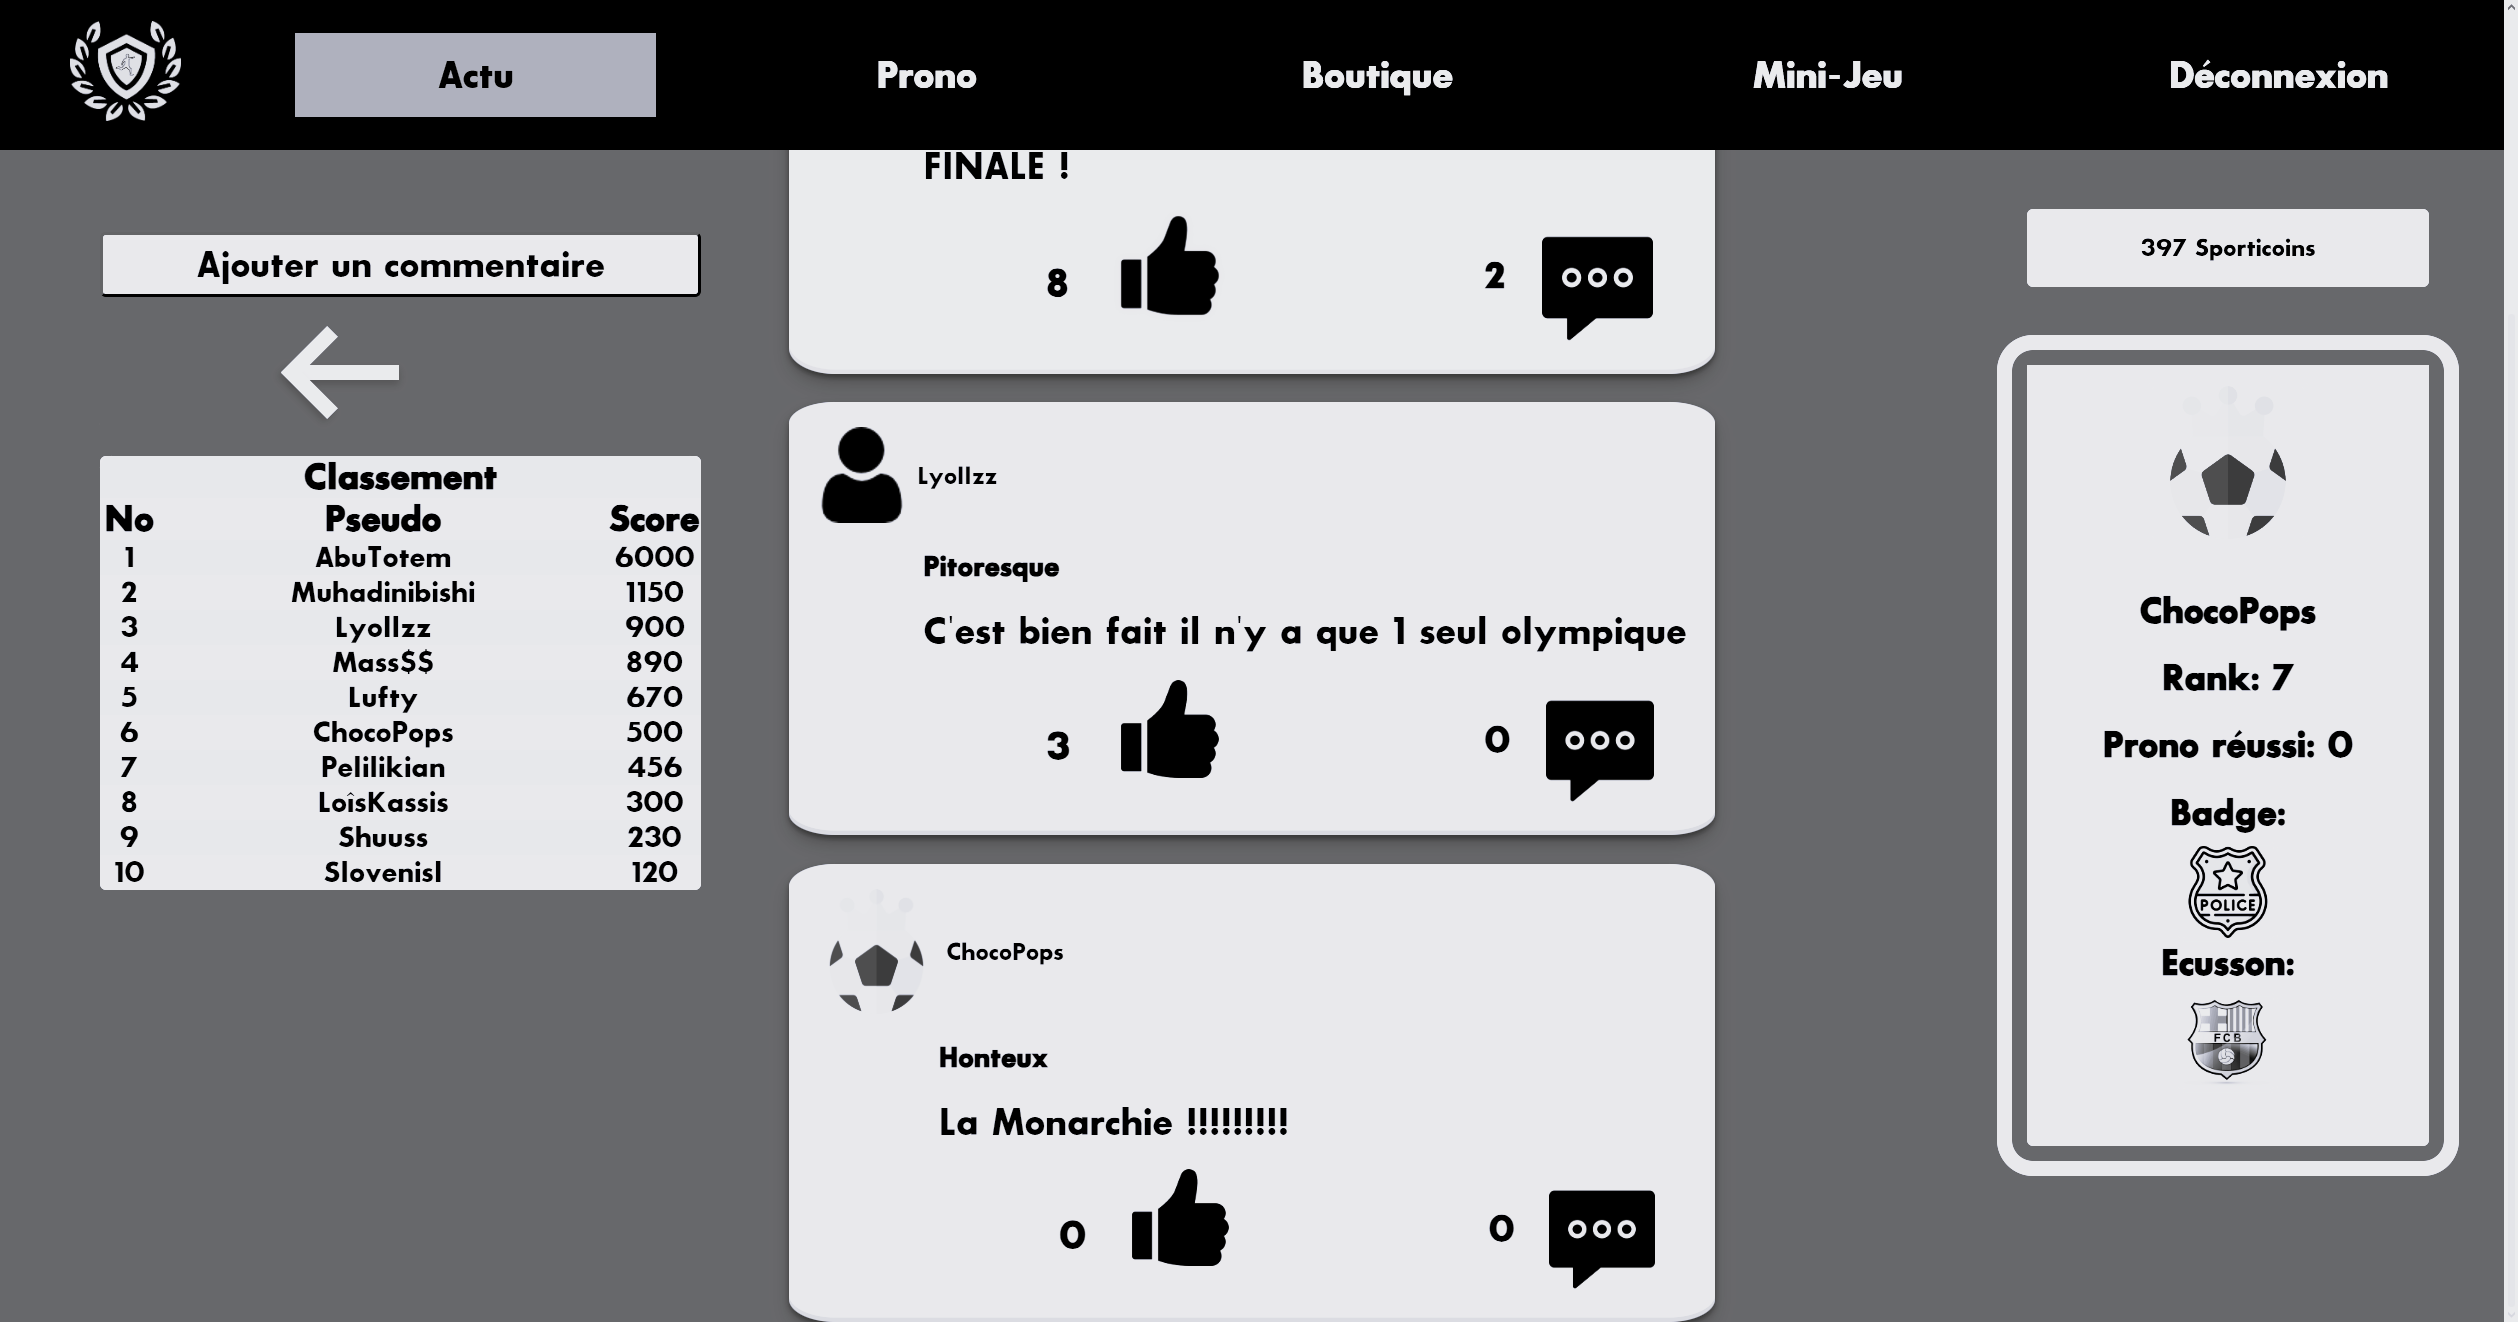 Actu
Prono
Boutique
Mini-Jeu
Déconnexion
Ajouter un commentaire
Classement
No Pseudo Score
1 AbuTotem 6000
2 Muhadinibishi 1150
3 Lyollzz 900
4 Mass$$ 890
5 Lufty 670
6 ChocoPops 500
7 Pelilikian 456
8 LoîsKassis 300
9 Shuuss 230
10 Slovenisl 120
FINALE !
8 2
Lyollzz
Pitoresque
C'est bien fait il n'y a que 1 seul olympique
3 0
ChocoPops
Honteux
La Monarchie !!!!!!!!!
0 0
397 Sporticoins
ChocoPops
Rank: 7
Prono réussi: 0
Badge:
POLICE
Ecusson:
FCB